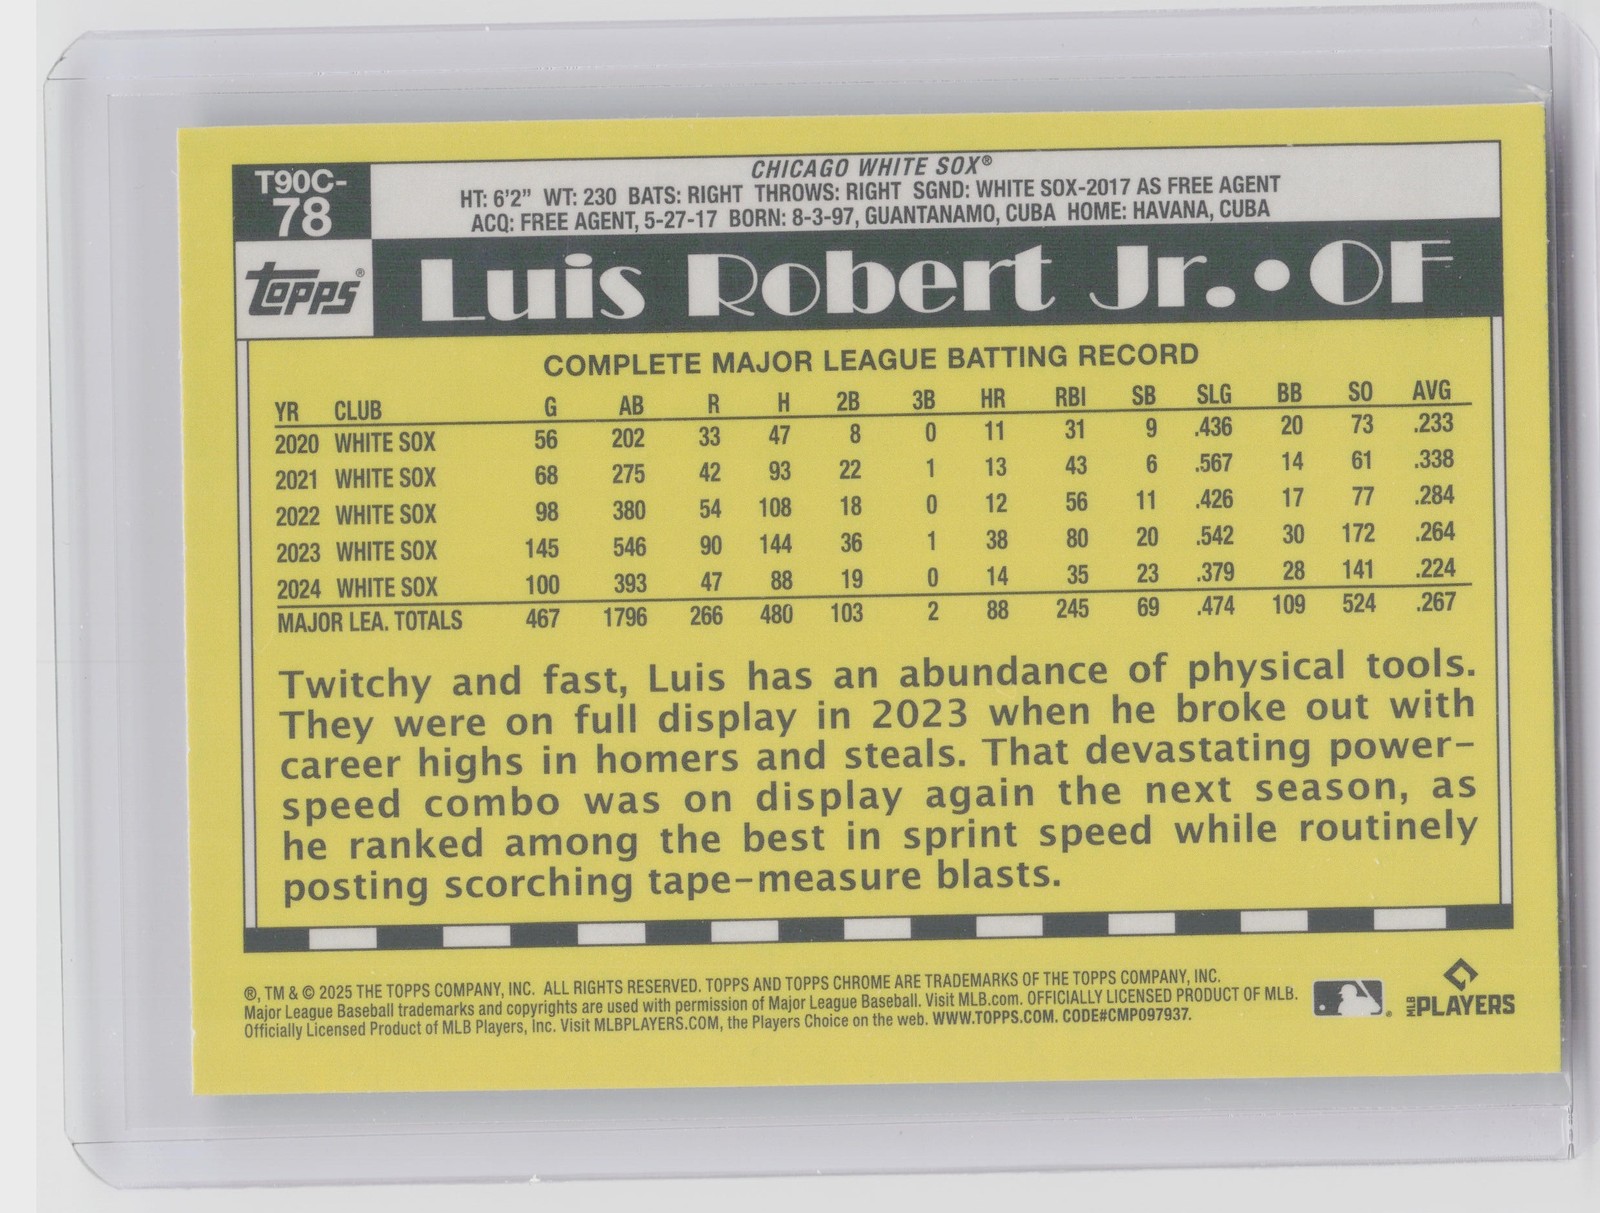 T90C-
78
CHICAGO WHITE SOX®
HT: 6'2" WT: 230 BATS: RIGHT THROWS: RIGHT SGND: WHITE SOX-2017 AS FREE AGENT
ACQ: FREE AGENT, 5-27-17 BORN: 8-3-97, GUANTANAMO, CUBA HOME: HAVANA, CUBA
TOPPS®
Luis Robert Jr. • OF
COMPLETE MAJOR LEAGUE BATTING RECORD
YR CLUB G AB R H 2B 3B HR RBI SB SLG BB SO AVG
2020 WHITE SOX 56 202 33 47 8 0 11 31 9 .436 20 73 .233
2021 WHITE SOX 68 275 42 93 22 1 13 43 6 .567 14 61 .338
2022 WHITE SOX 98 380 54 108 18 0 12 56 11 .426 17 77 .284
2023 WHITE SOX 145 546 90 144 36 1 38 80 20 .542 30 172 .264
2024 WHITE SOX 100 393 47 88 19 0 14 35 23 .379 28 141 .224
MAJOR LEA. TOTALS 467 1796 266 480 103 2 88 245 69 .474 109 524 .267
Twitchy and fast, Luis has an abundance of physical tools.
They were on full display in 2023 when he broke out with
career highs in homers and steals. That devastating power-
speed combo was on display again the next season, as
he ranked among the best in sprint speed while routinely
posting scorching tape-measure blasts.
®, TM & © 2025 THE TOPPS COMPANY, INC. ALL RIGHTS RESERVED. TOPPS AND TOPPS CHROME ARE TRADEMARKS OF THE TOPPS COMPANY, INC.
Major League Baseball trademarks and copyrights are used with permission of Major League Baseball. Visit MLB.com. OFFICIALLY LICENSED PRODUCT OF MLB.
Officially Licensed Product of MLB Players, Inc. Visit MLBPLAYERS.COM, the Players Choice on the web. WWW.TOPPS.COM. CODE#CMP097937.
®
MLB PLAYERS